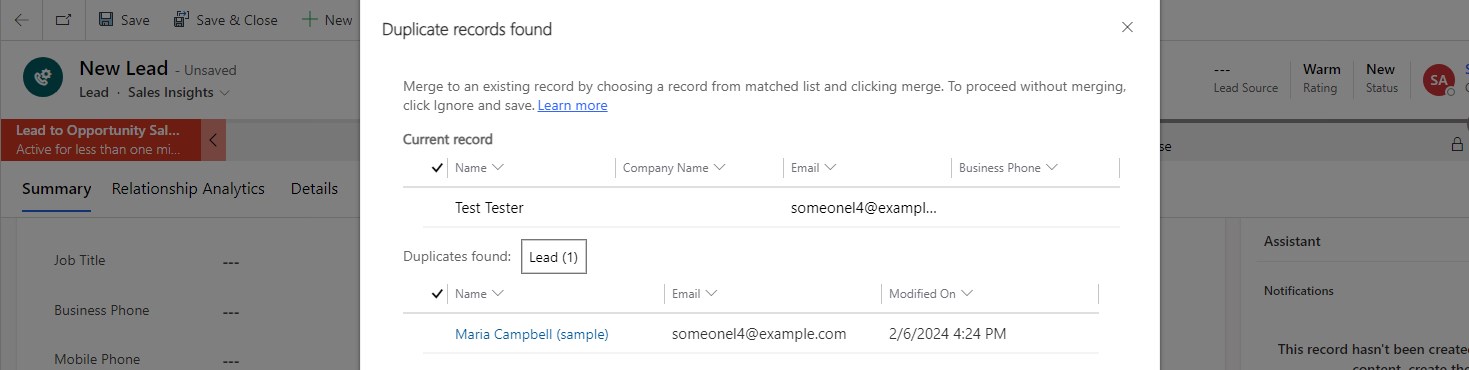 Save
Save & Close
New
New Lead - Unsaved
Lead · Sales Insights
Lead to Opportunity Sal...
Active for less than one mi...
Summary
Relationship Analytics
Details
Job Title ---
Business Phone ---
Mobile Phone ---
Duplicate records found
Merge to an existing record by choosing a record from matched list and clicking merge. To proceed without merging,
click Ignore and save. Learn more
Current record
Name Company Name Email Business Phone
Test Tester someonel4@exampl...
Duplicates found: Lead (1)
Name Email Modified On
Maria Campbell (sample) someonel4@example.com 2/6/2024 4:24 PM
---
Lead Source
Warm
Rating
New
Status
SA
Assistant
Notifications
This record hasn't been create
content, create the